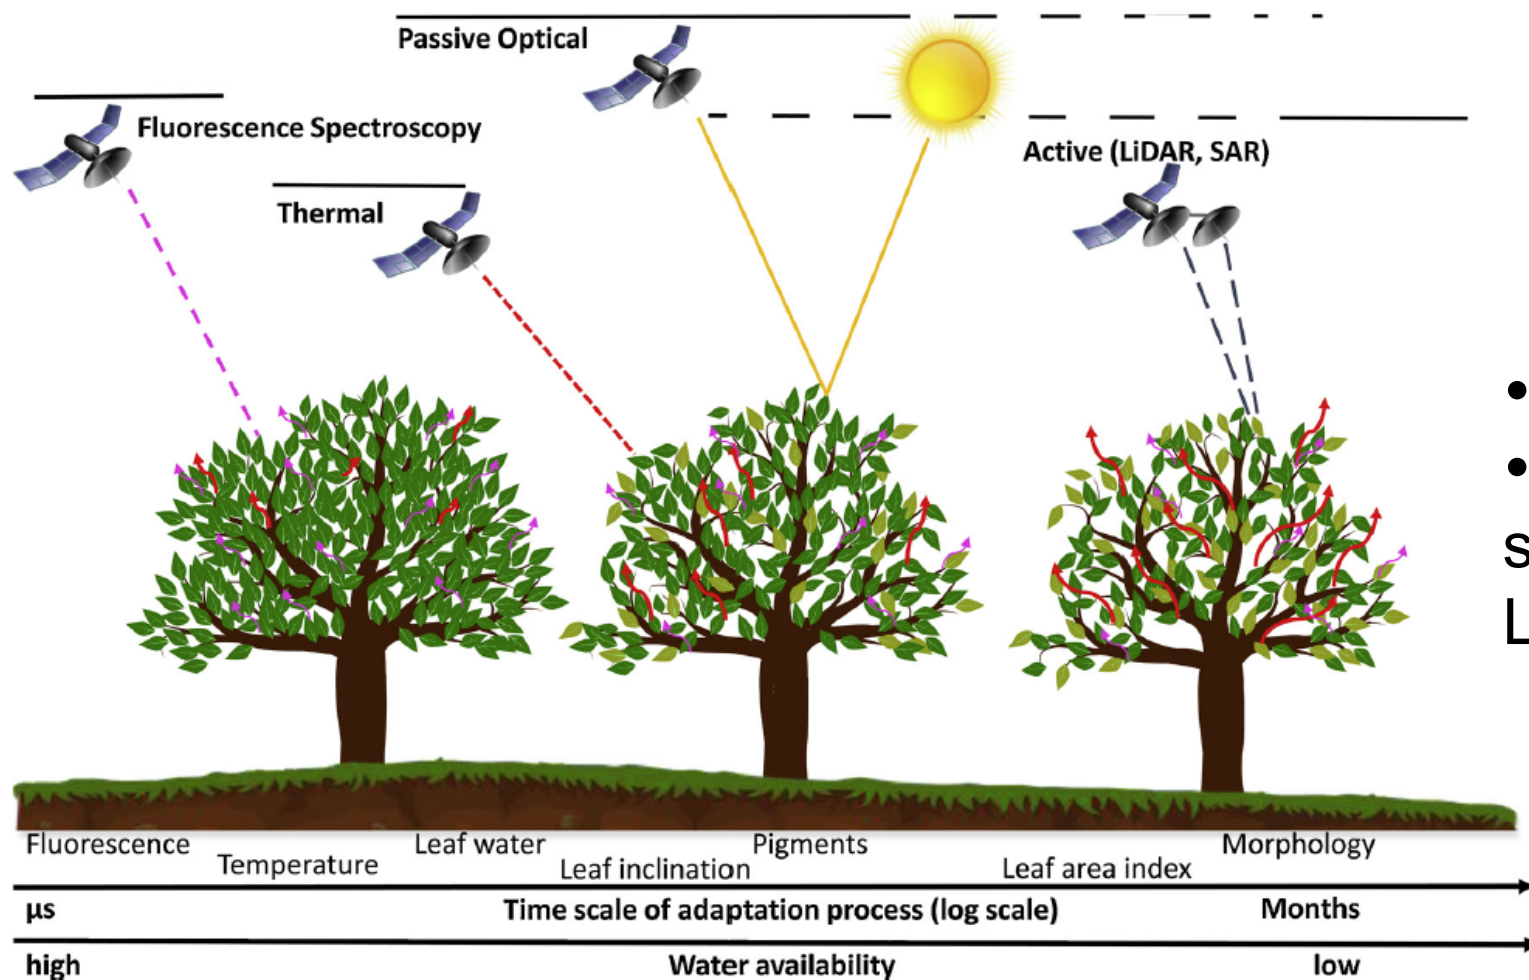 Passive Optical
Fluorescence Spectroscopy
Active (LiDAR, SAR)
Thermal
•
•
s
L
Fluorescence
Temperature
Leaf water
Leaf inclination
Pigments
Leaf area index
Morphology
µs
Time scale of adaptation process (log scale)
Months
high
Water availability
low